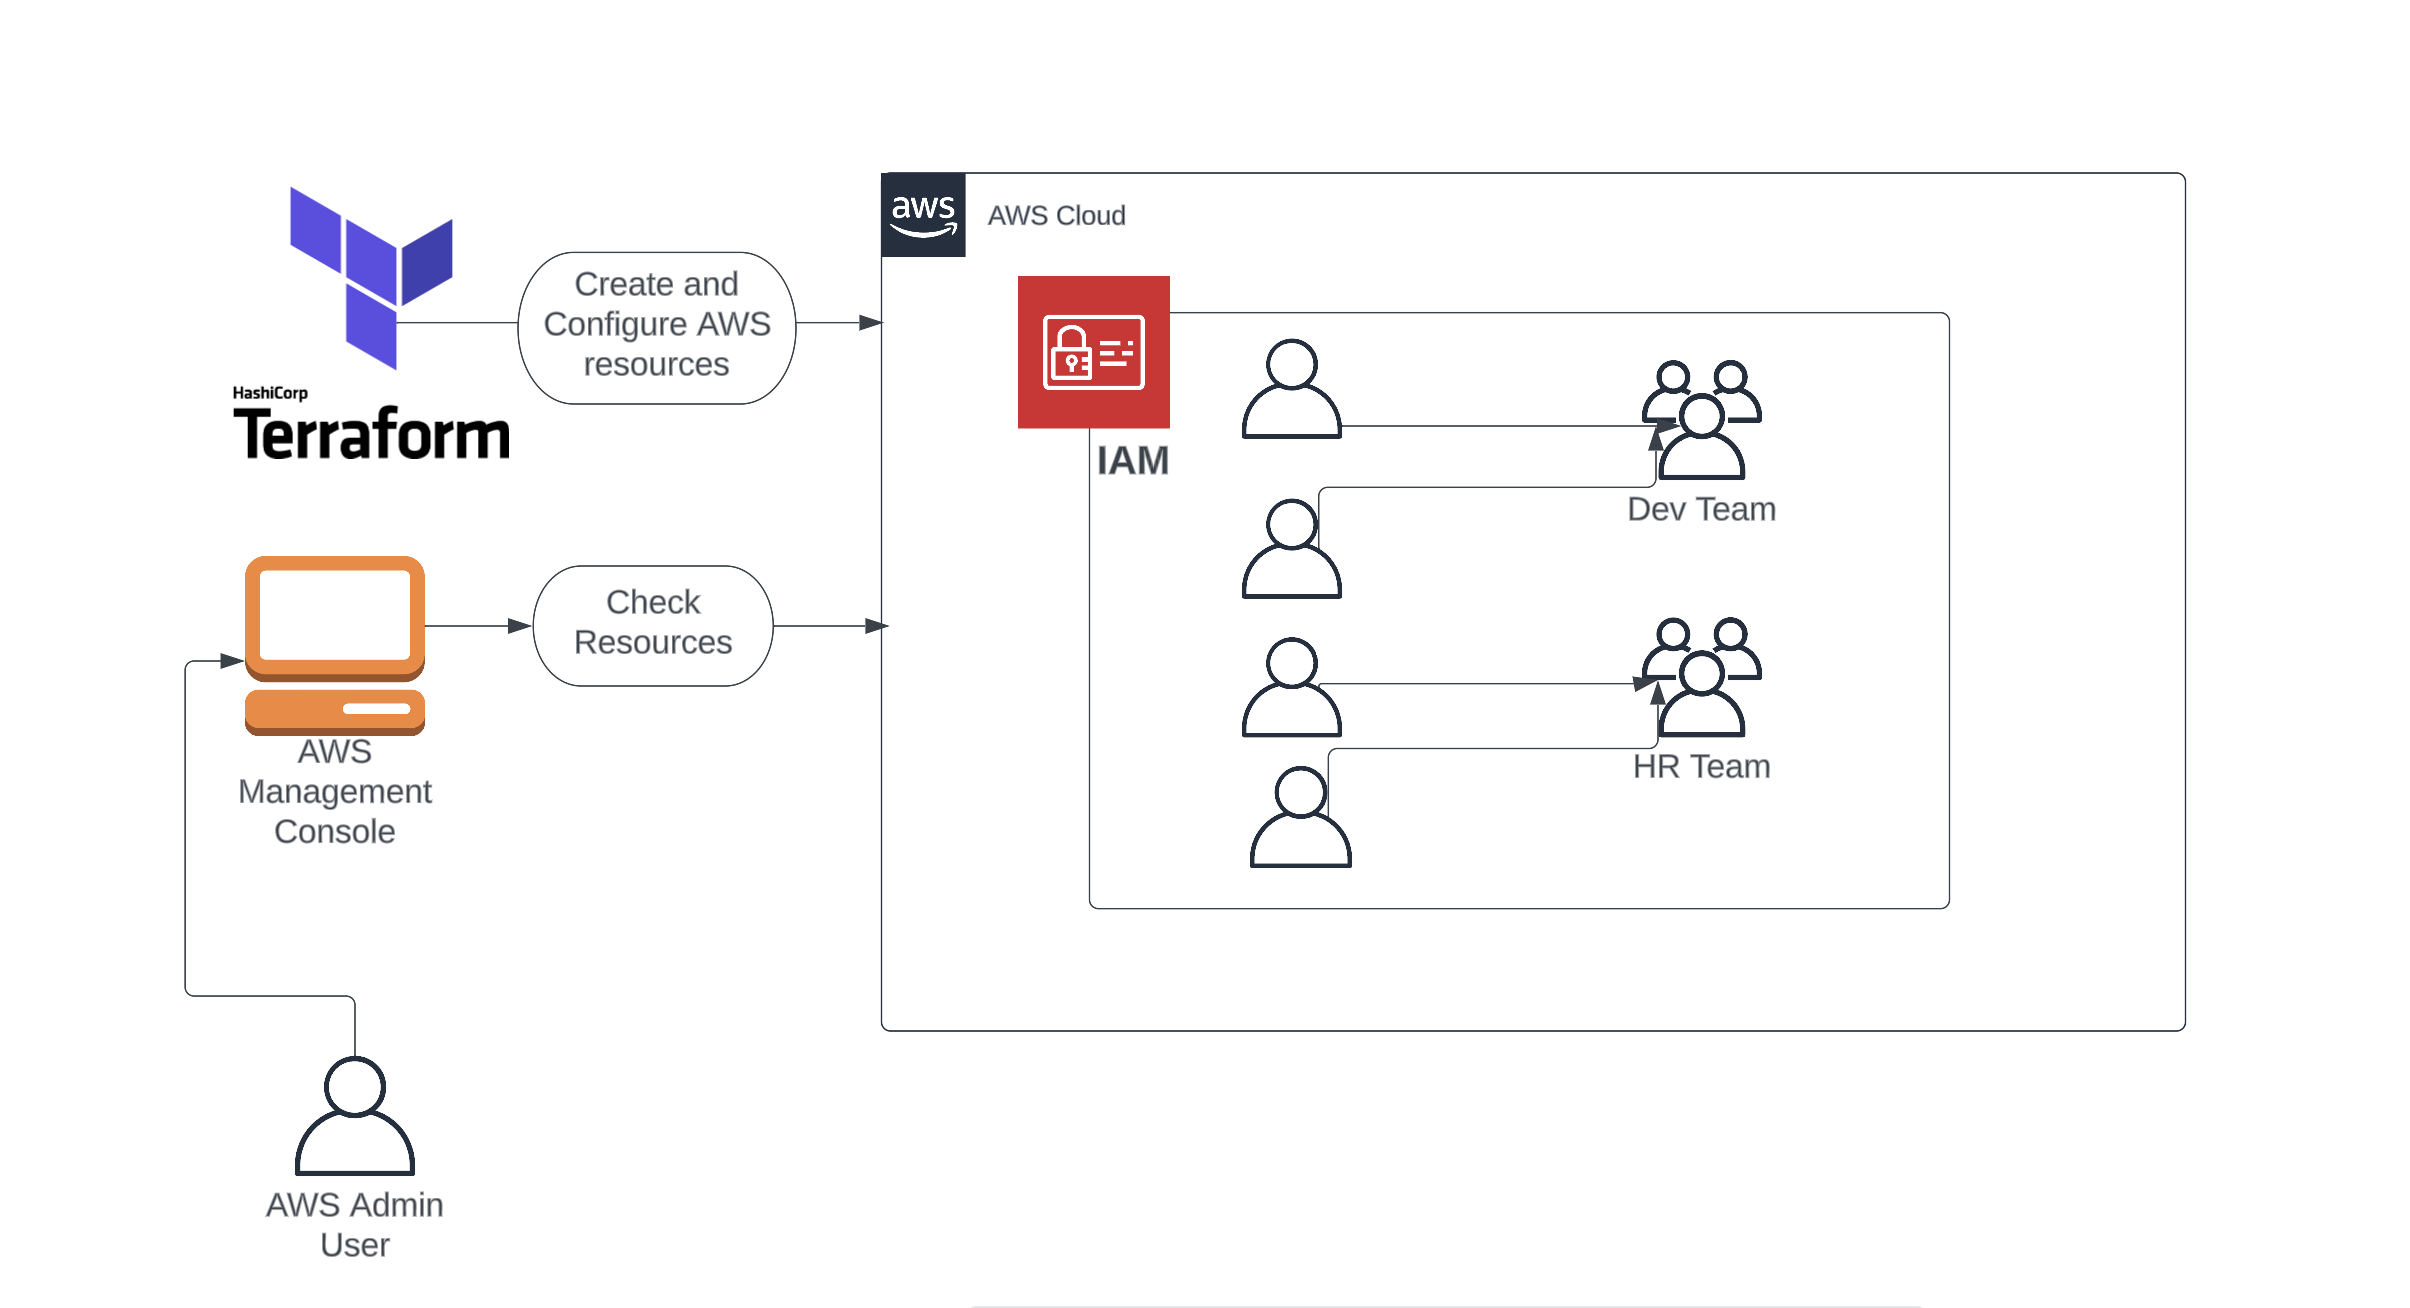 aws
AWS Cloud
Create and
Configure AWS
resources
HashiCorp
Terraform
IAM
Dev Team
Check
Resources
AWS
Management
Console
HR Team
AWS Admin
User